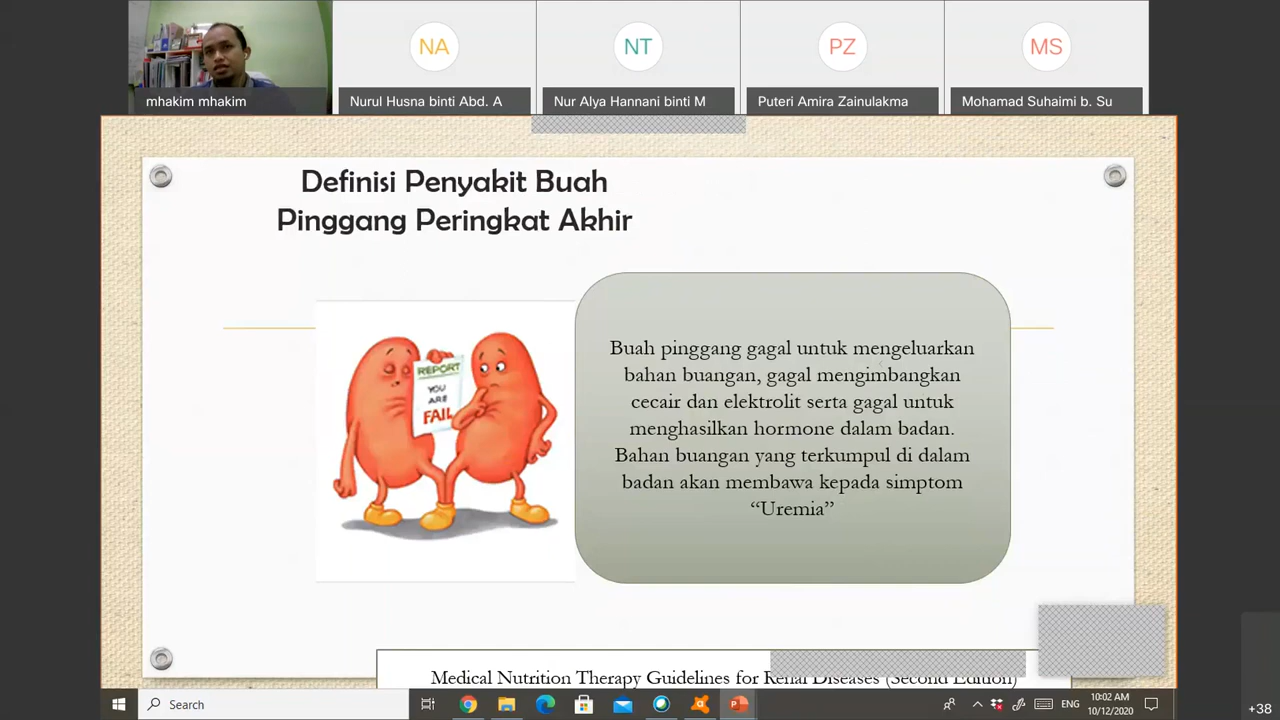 NA
NT
PZ
MS
mhakim mhakim
Nurul Husna binti Abd. A
Nur Alya Hannani binti M
Puteri Amira Zainulakma
Mohamad Suhaimi b. Su
Definisi Penyakit Buah
Pinggang Peringkat Akhir
REPORT
YOU
ARE
FAIL
Buah pinggang gagal untuk mengeluarkan
bahan buangan, gagal mengimbangkan
cecair dan elektrolit serta gagal untuk
menghasilkan hormone dalam badan.
Bahan buangan yang terkumpul di dalam
badan akan membawa kepada simptom
“Uremia”
Medical Nutrition Therapy Guidelines for Renal Diseases (Second Edition)
Search
ENG
10:02 AM
10/12/2020
+38